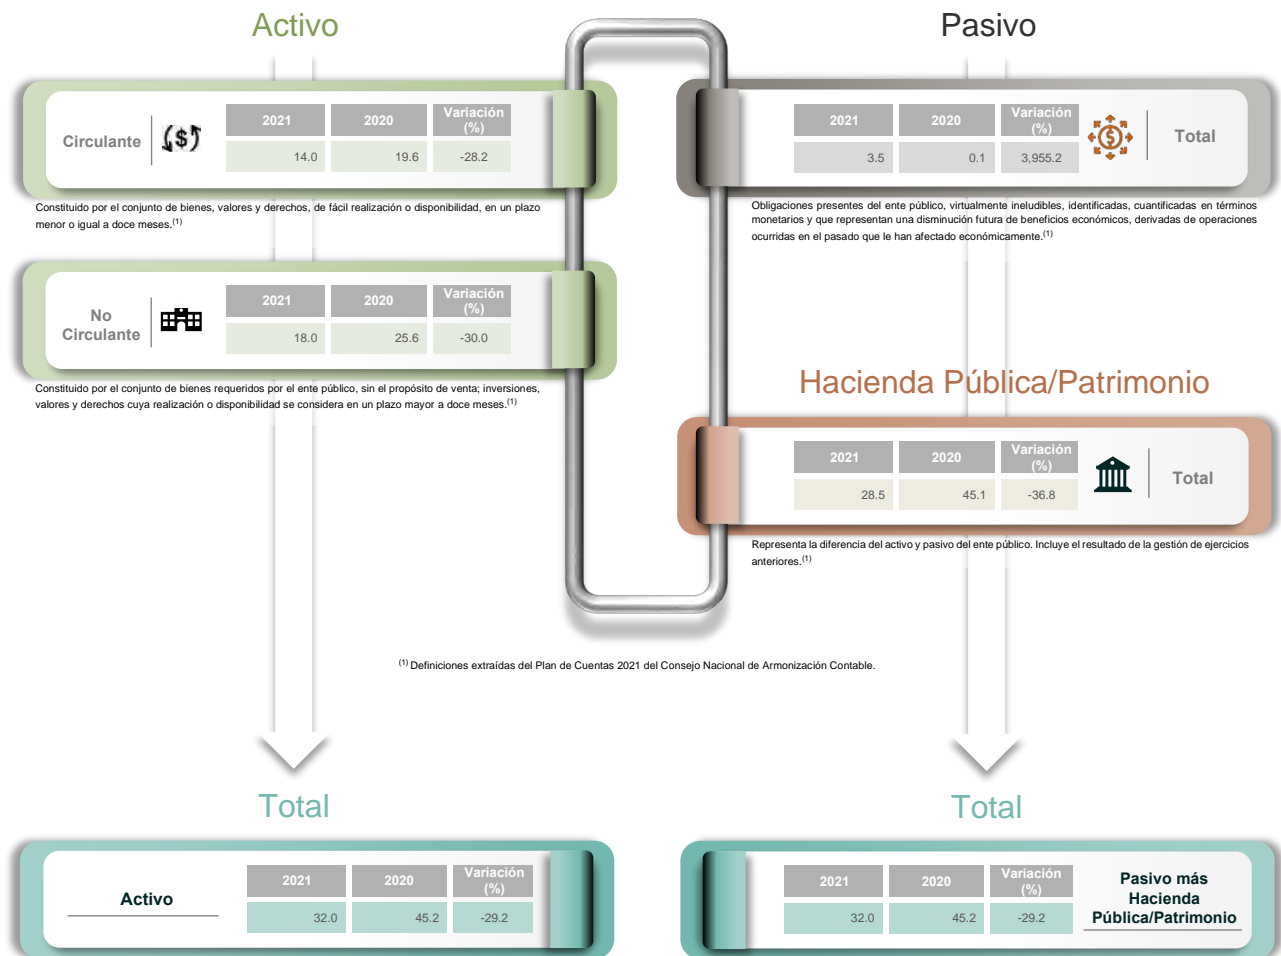 Activo
Circulante
2021 2020 Variación (%)
14.0 19.6 -28.2
Constituido por el conjunto de bienes, valores y derechos, de fácil realización o disponibilidad, en un plazo
menor o igual a doce meses.(1)
No
Circulante
2021 2020 Variación (%)
18.0 25.6 -30.0
Constituido por el conjunto de bienes requeridos por el ente público, sin el propósito de venta; inversiones,
valores y derechos cuya realización o disponibilidad se considera en un plazo mayor a doce meses.(1)
Pasivo
2021 2020 Variación (%)
3.5 0.1 3,955.2
Total
Obligaciones presentes del ente público, virtualmente ineludibles, identificadas, cuantificadas en términos
monetarios y que representan una disminución futura de beneficios económicos, derivadas de operaciones
ocurridas en el pasado que le han afectado económicamente.(1)
Hacienda Pública/Patrimonio
2021 2020 Variación (%)
28.5 45.1 -36.8
Total
Representa la diferencia del activo y pasivo del ente público. Incluye el resultado de la gestión de ejercicios
anteriores.(1)
(1) Definiciones extraídas del Plan de Cuentas 2021 del Consejo Nacional de Armonización Contable.
Total
Activo
2021 2020 Variación (%)
32.0 45.2 -29.2
Total
2021 2020 Variación (%)
32.0 45.2 -29.2
Pasivo más
Hacienda
Pública/Patrimonio